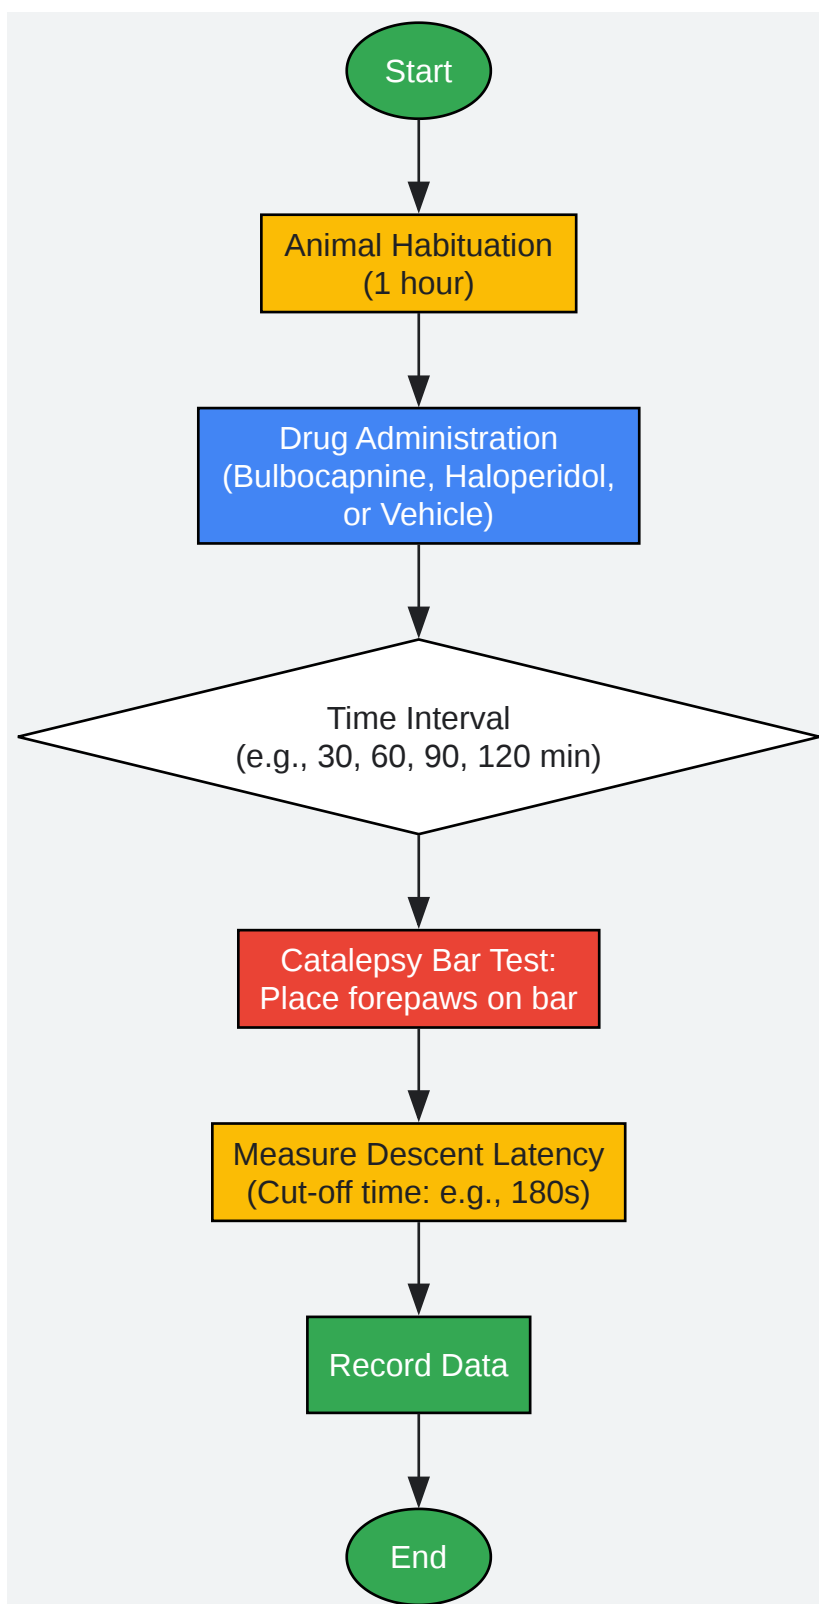 Start
Animal Habituation
(1 hour)
Drug Administration
(Bulbocapnine, Haloperidol,
or Vehicle)
Time Interval
(e.g., 30, 60, 90, 120 min)
Catalepsy Bar Test:
Place forepaws on bar
Measure Descent Latency
(Cut-off time: e.g., 180s)
Record Data
End